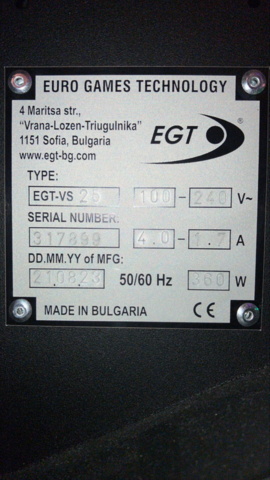 EURO GAMES TECHNOLOGY
4 Maritsa str.,
"Vrana-Lozen-Triugulnika"
1151 Sofia, Bulgaria
www.egt-bg.com
EGT ®
TYPE:
EGT-VS 25 100 - 240 V~
SERIAL NUMBER:
317899 4.0 - 1.7 A
DD.MM.YY of MFG:
50/60 Hz 360 W
MADE IN BULGARIA CE